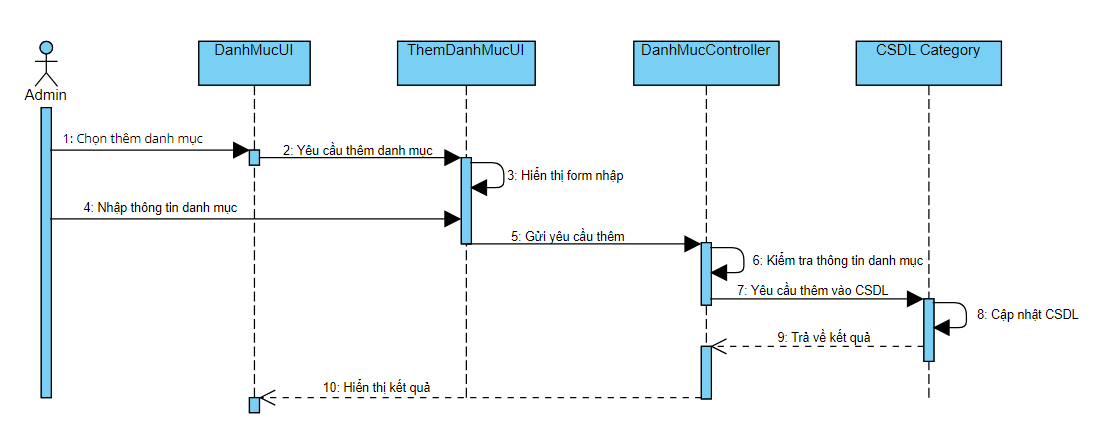 DanhMucUI
ThemDanhMucUI
DanhMucController
CSDL Category
Admin
1: Chọn thêm danh mục
2: Yêu cầu thêm danh mục
3: Hiển thị form nhập
4: Nhập thông tin danh mục
5: Gửi yêu cầu thêm
6: Kiểm tra thông tin danh mục
7: Yêu cầu thêm vào CSDL
8: Cập nhật CSDL
9: Trả về kết quả
10: Hiển thị kết quả